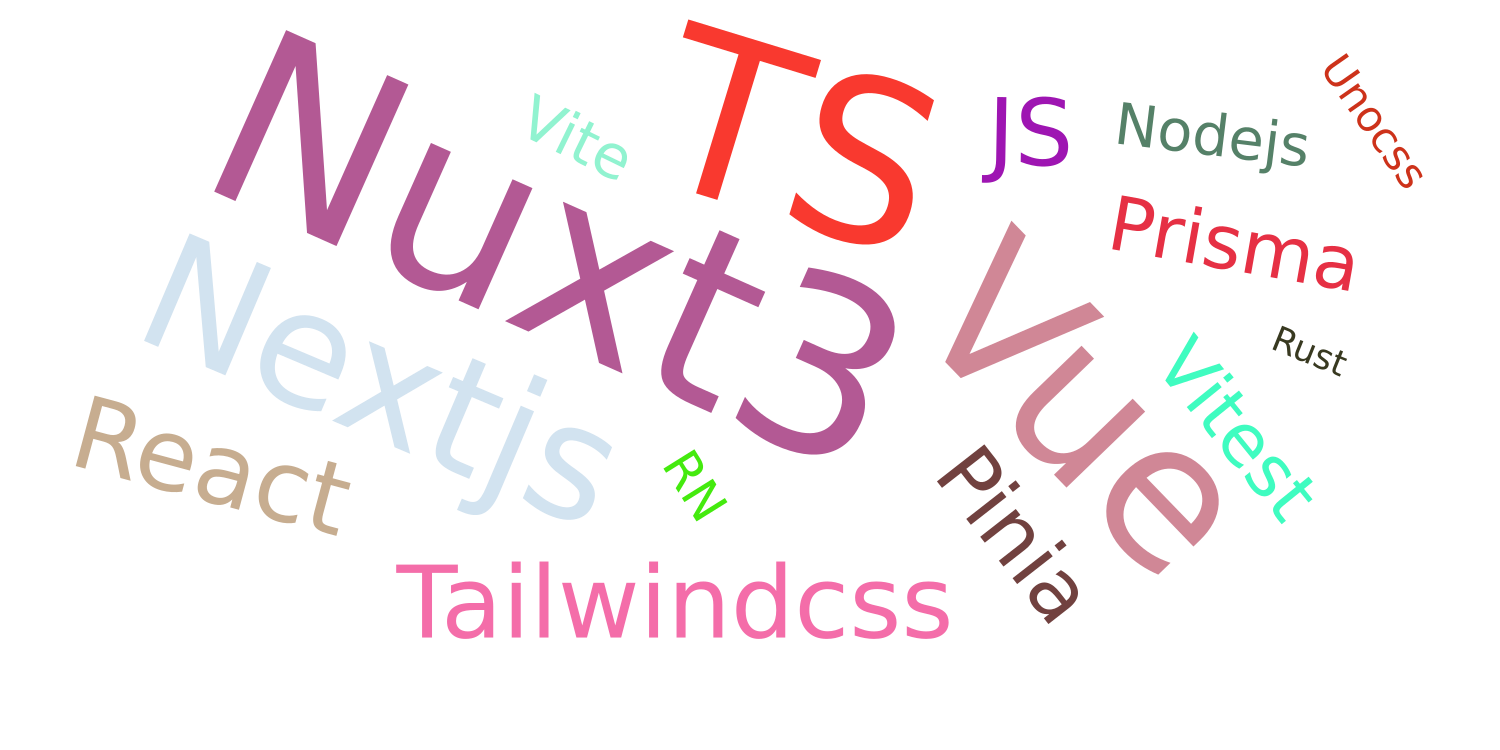 Nuxt3
TS
Vite
JS
Nodejs
Unocss
Prisma
Vue
Nextjs
Rust
Vitest
React
RN
Pinia
Tailwindcss